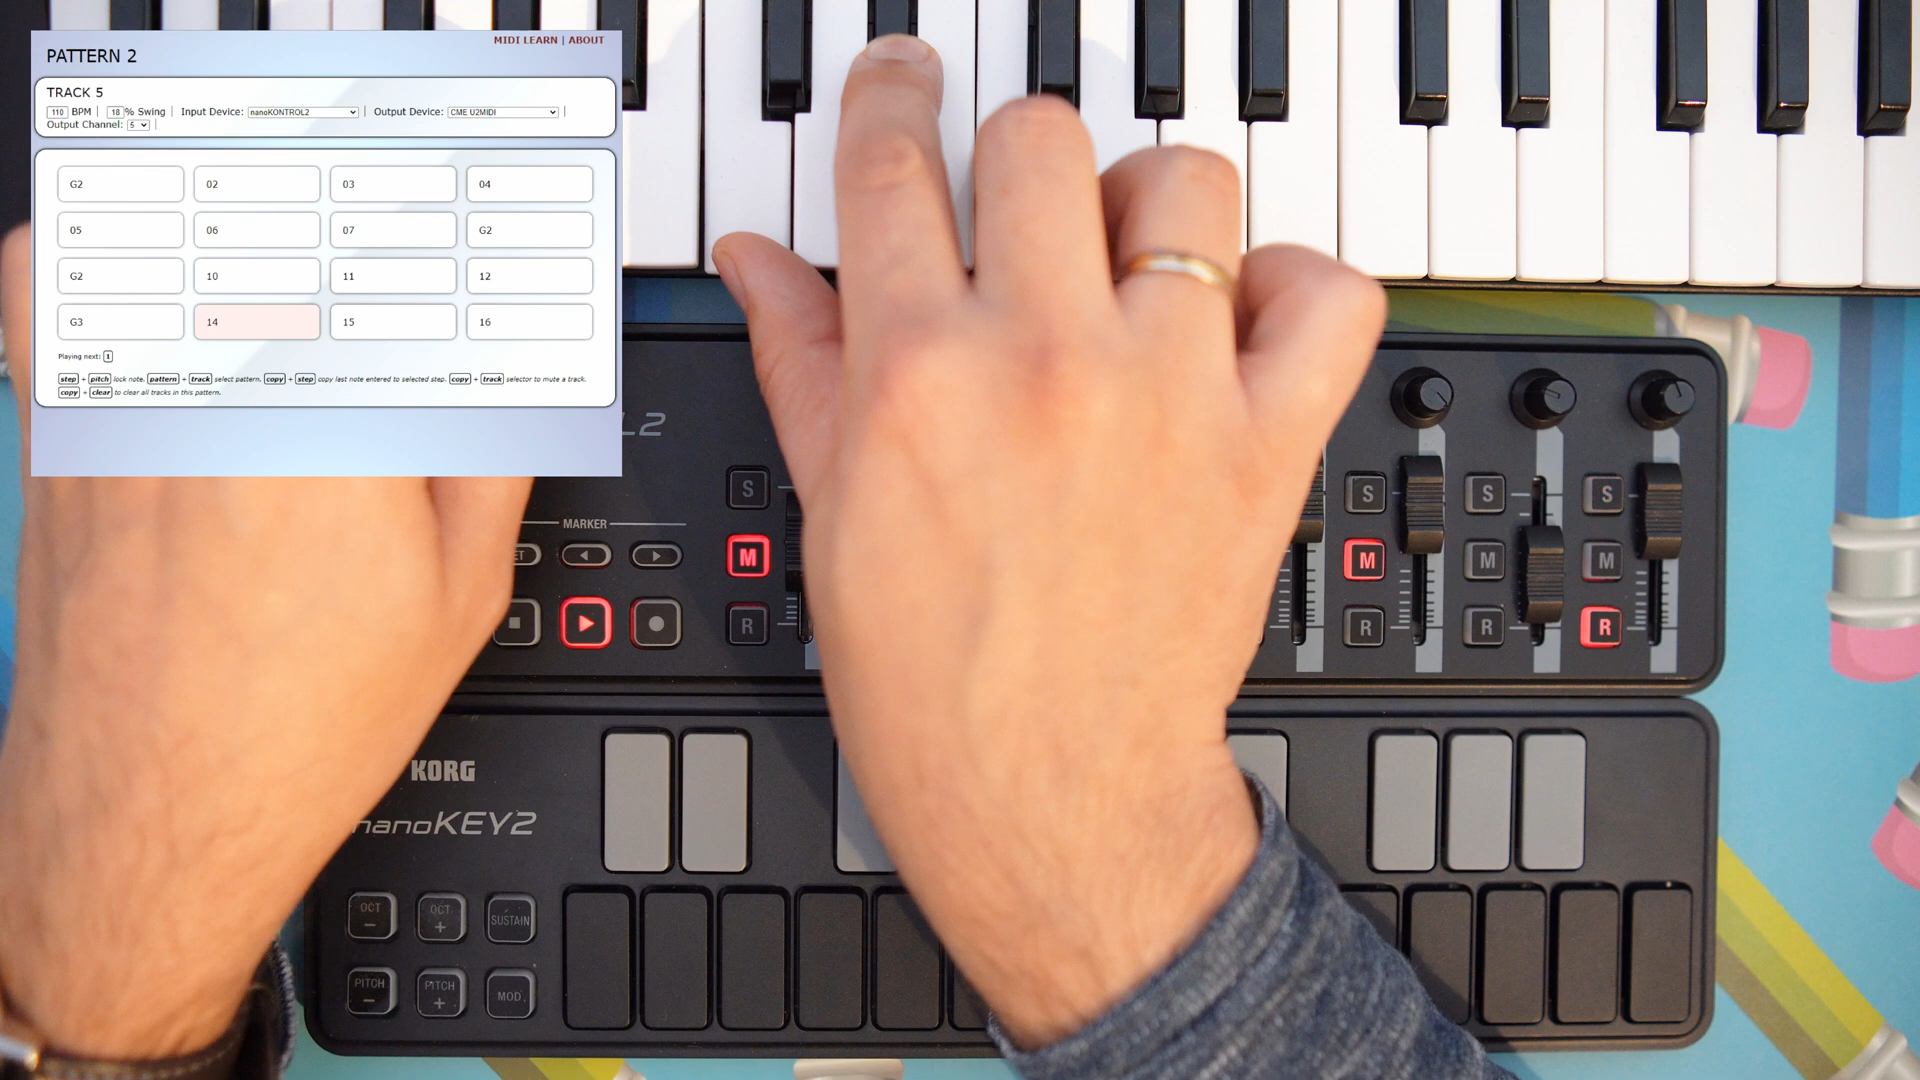 MIDI LEARN | ABOUT
PATTERN 2
TRACK 5
110 BPM | 18 % Swing | Input Device: nanoKONTROL2 | Output Device: CME U2MIDI |
Output Channel: 5 |
G2 02 03 04
05 06 07 G2
G2 10 11 12
G3 14 15 16
Playing next: 1
step + pitch lock note. pattern + track select pattern. copy + step copy last note entered to selected step. copy + track selector to mute a track.
copy + clear to clear all tracks in this pattern.
L2
S S S S
MARKER
ET
M M M M
R R R R
KORG
nanoKEY2
OCT − OCT + SUSTAIN
PITCH − PITCH + MOD